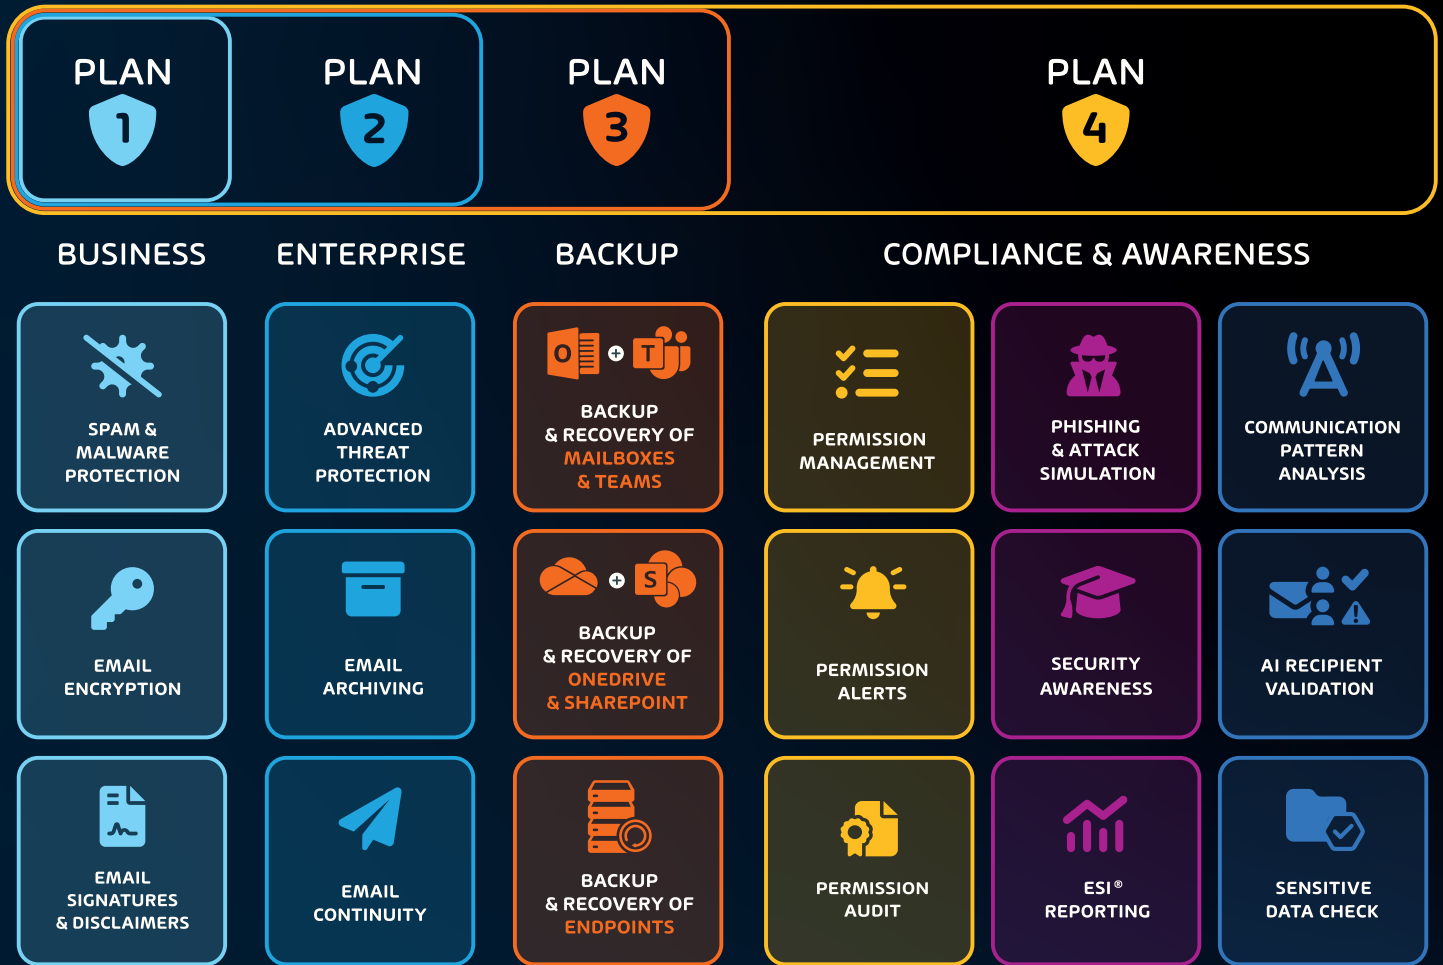 PLAN
1
PLAN
2
PLAN
3
PLAN
4
BUSINESS
ENTERPRISE
BACKUP
COMPLIANCE & AWARENESS
SPAM &
MALWARE
PROTECTION
ADVANCED
THREAT
PROTECTION
O
+
T
BACKUP
& RECOVERY OF
MAILBOXES
& TEAMS
PERMISSION
MANAGEMENT
PHISHING
& ATTACK
SIMULATION
COMMUNICATION
PATTERN
ANALYSIS
EMAIL
ENCRYPTION
EMAIL
ARCHIVING
+
S
BACKUP
& RECOVERY OF
ONEDRIVE
& SHAREPOINT
PERMISSION
ALERTS
SECURITY
AWARENESS
AI RECIPIENT
VALIDATION
EMAIL
SIGNATURES
& DISCLAIMERS
EMAIL
CONTINUITY
BACKUP
& RECOVERY OF
ENDPOINTS
PERMISSION
AUDIT
ESI®
REPORTING
SENSITIVE
DATA CHECK